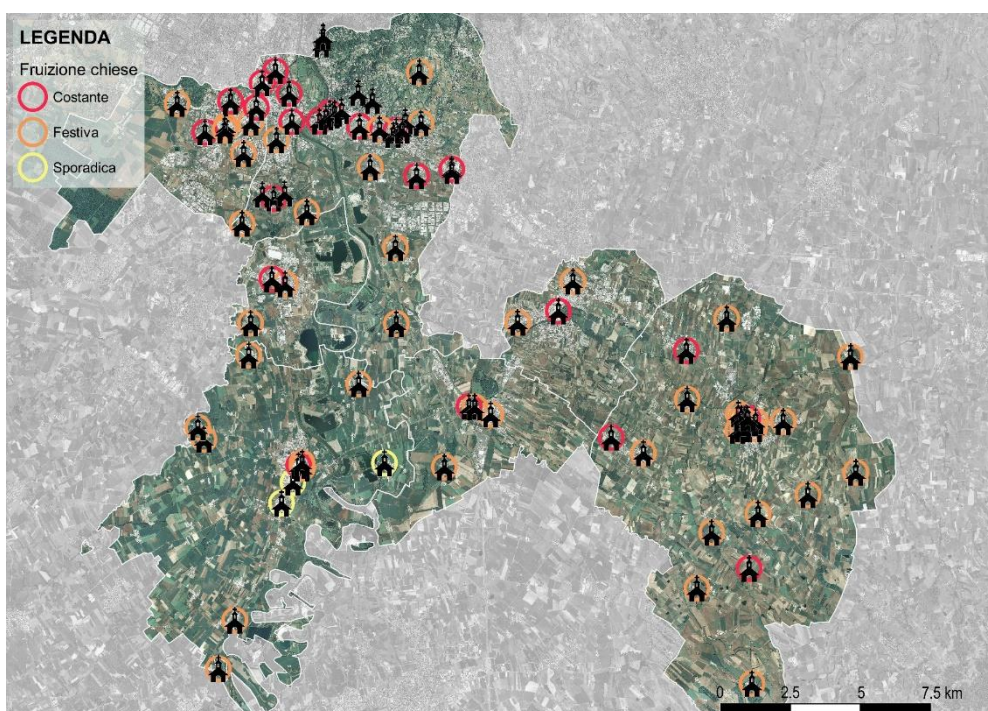 LEGENDA
Fruizione chiese
Costante
Festiva
Sporadica
0 2.5 5 7.5 km